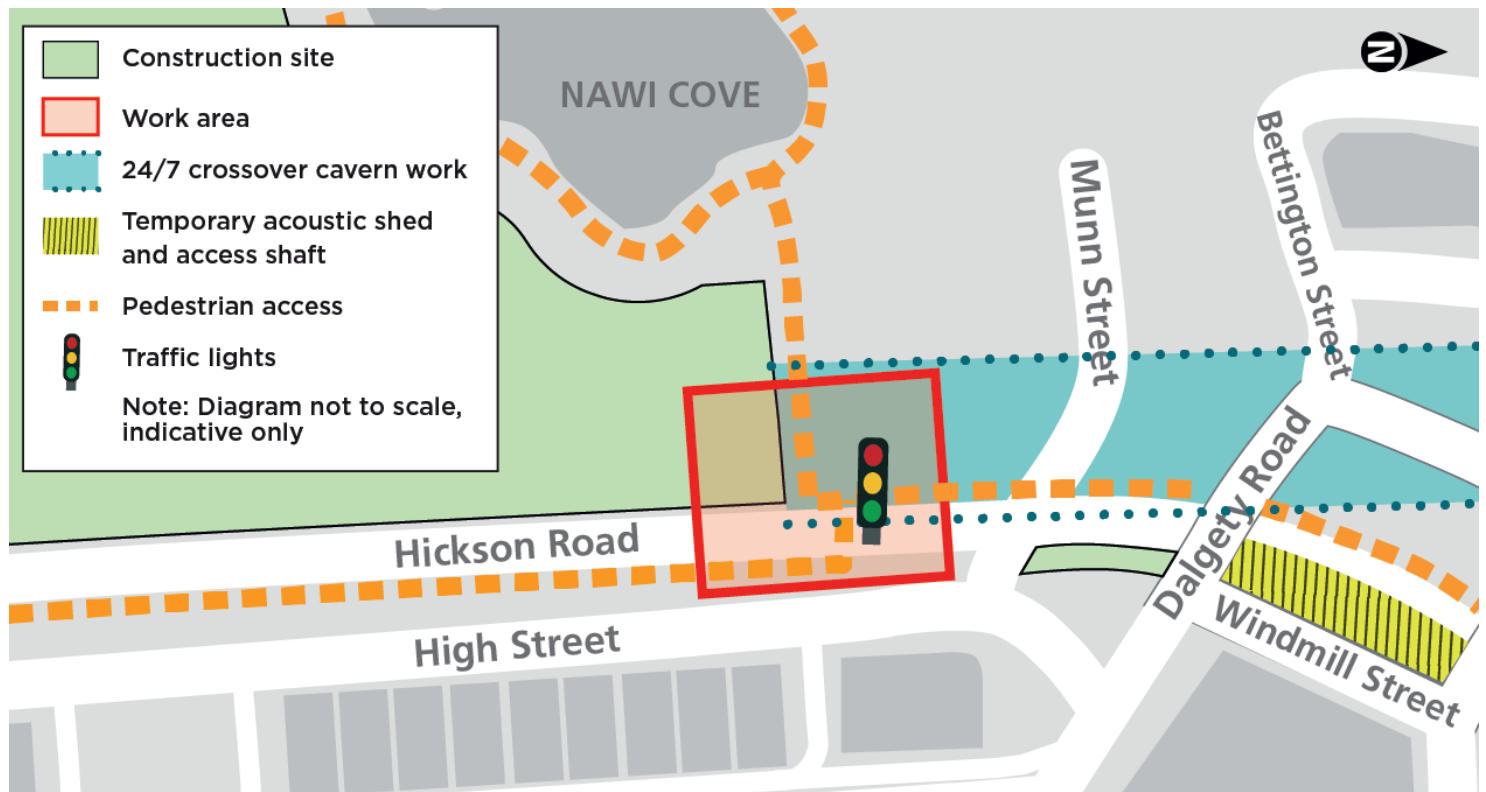 Construction site
Work area
24/7 crossover cavern work
Temporary acoustic shed
and access shaft
Pedestrian access
Traffic lights
Note: Diagram not to scale,
indicative only
NAWI COVE
N
Munn Street
Bettington Street
Hickson Road
Dalgety Road
High Street
Windmill Street